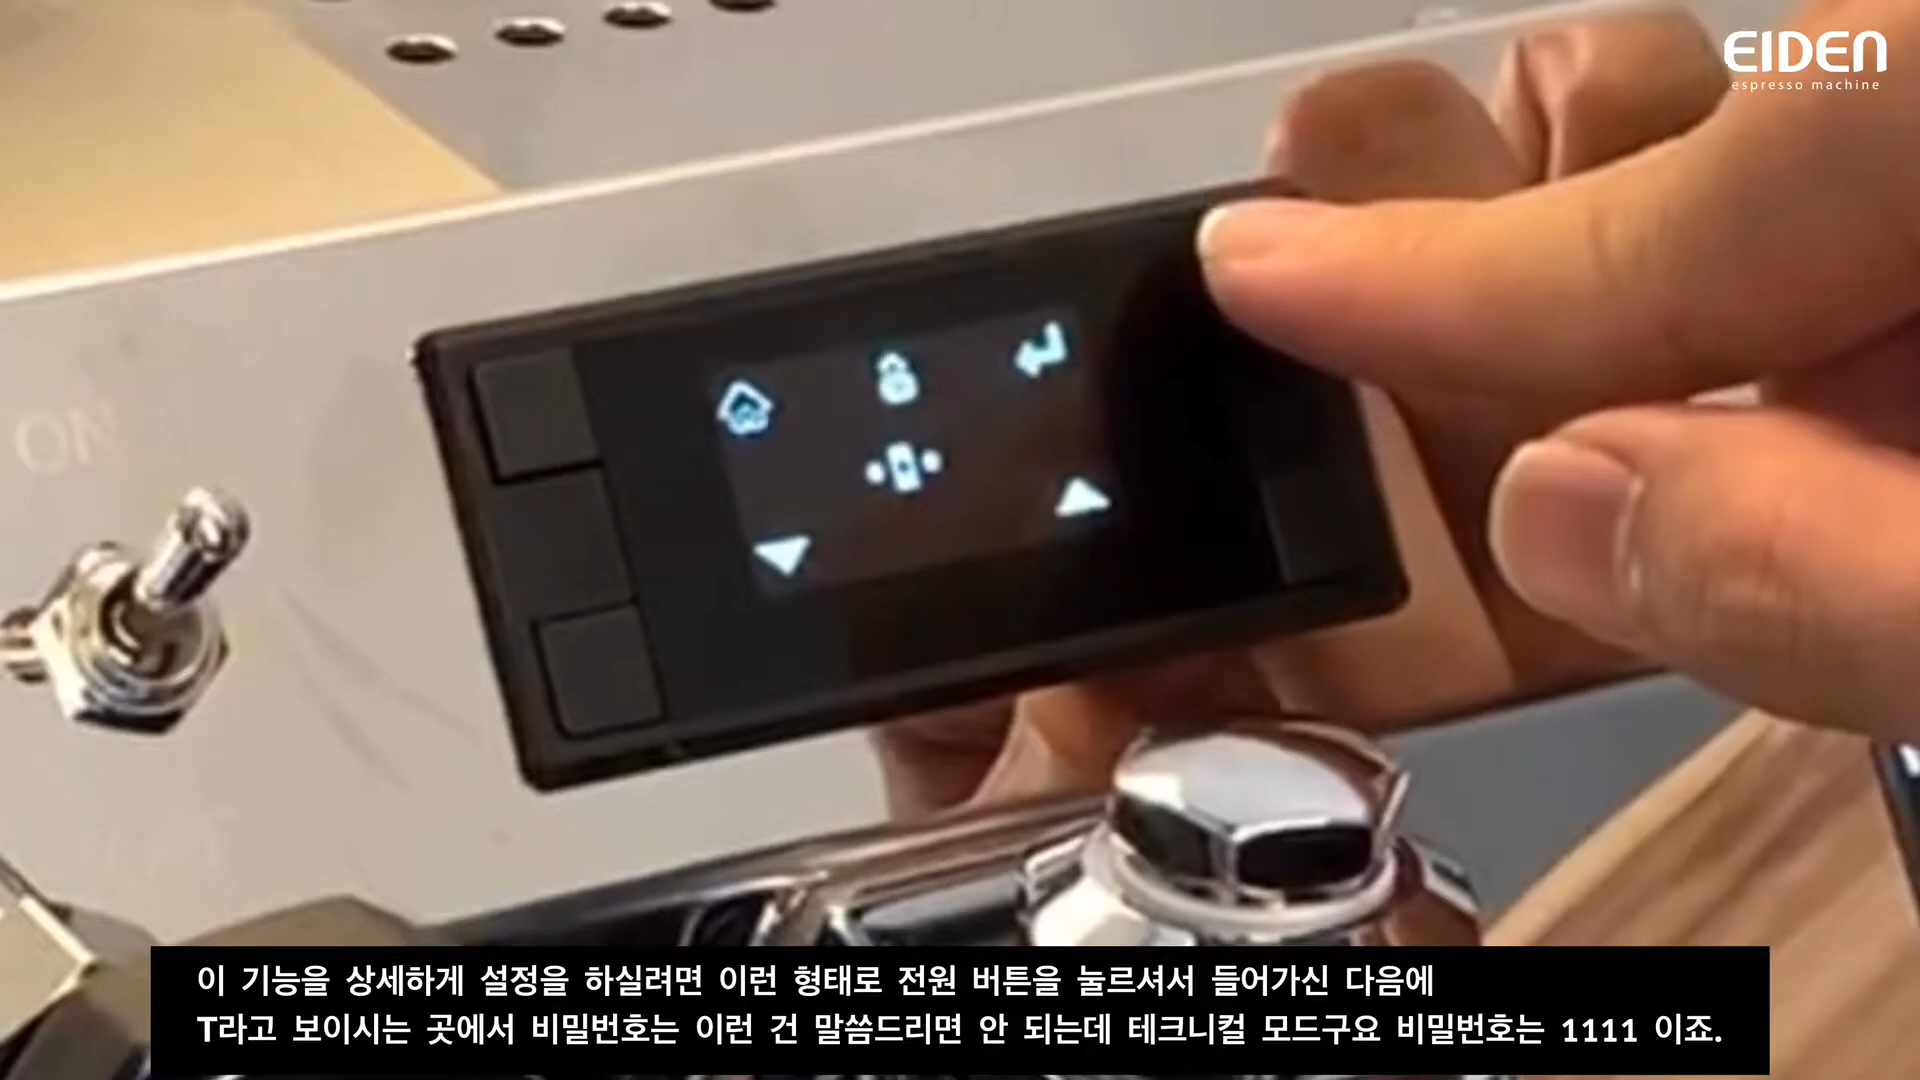 EIDEN
espresso machine
ON
이 기능을 상세하게 설정을 하실려면 이런 형태로 전원 버튼을 눌르셔서 들어가신 다음에
T라고 보이시는 곳에서 비밀번호는 이런 건 말씀드리면 안 되는데 테크니컬 모드구요 비밀번호는 1111 이죠.